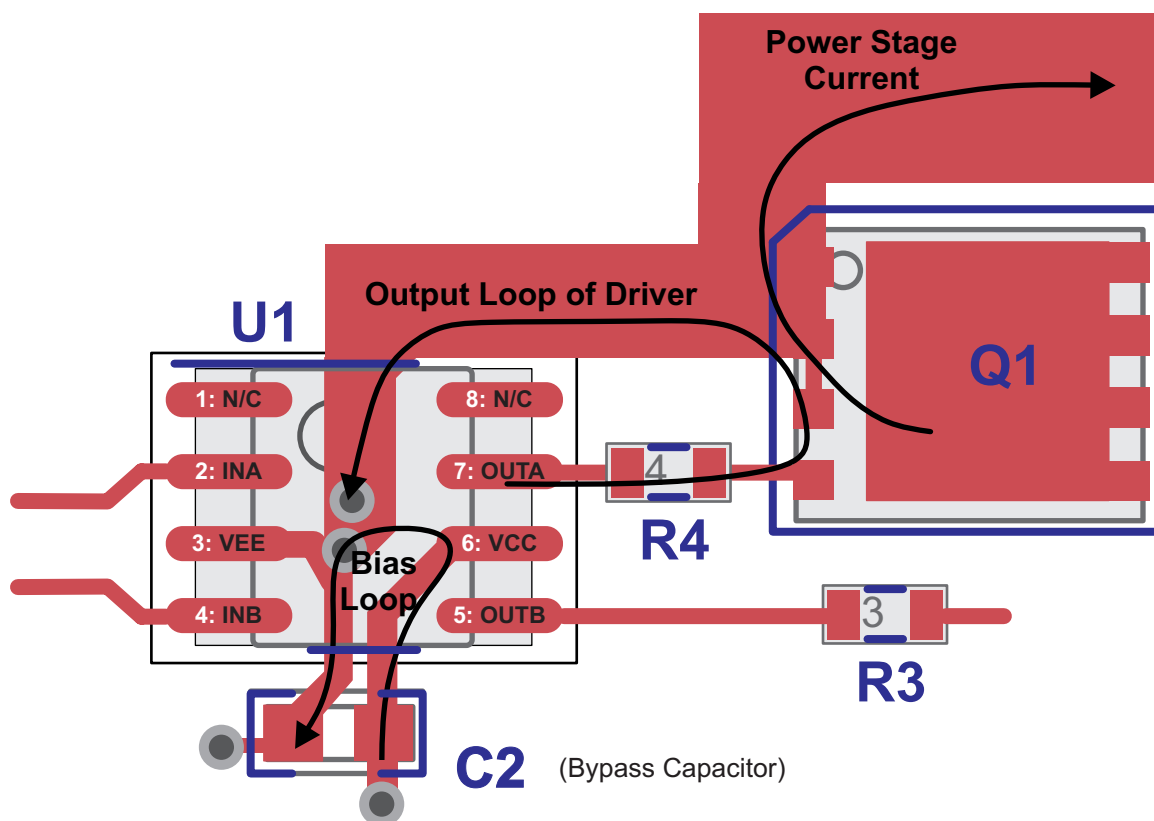 Power Stage
Current
Output Loop of Driver
U1
Q1
1: N/C
8: N/C
2: INA
7: OUTA
4
R4
3: VEE
6: VCC
Bias
Loop
4: INB
5: OUTB
3
R3
C2
(Bypass Capacitor)